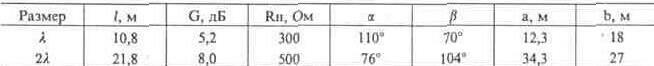 Размер l, м G, дБ Rн, Ом α β a, м b, м
λ 10,8 5,2 300 110° 70° 12,3 18
2λ 21,8 8,0 500 76° 104° 34,3 27